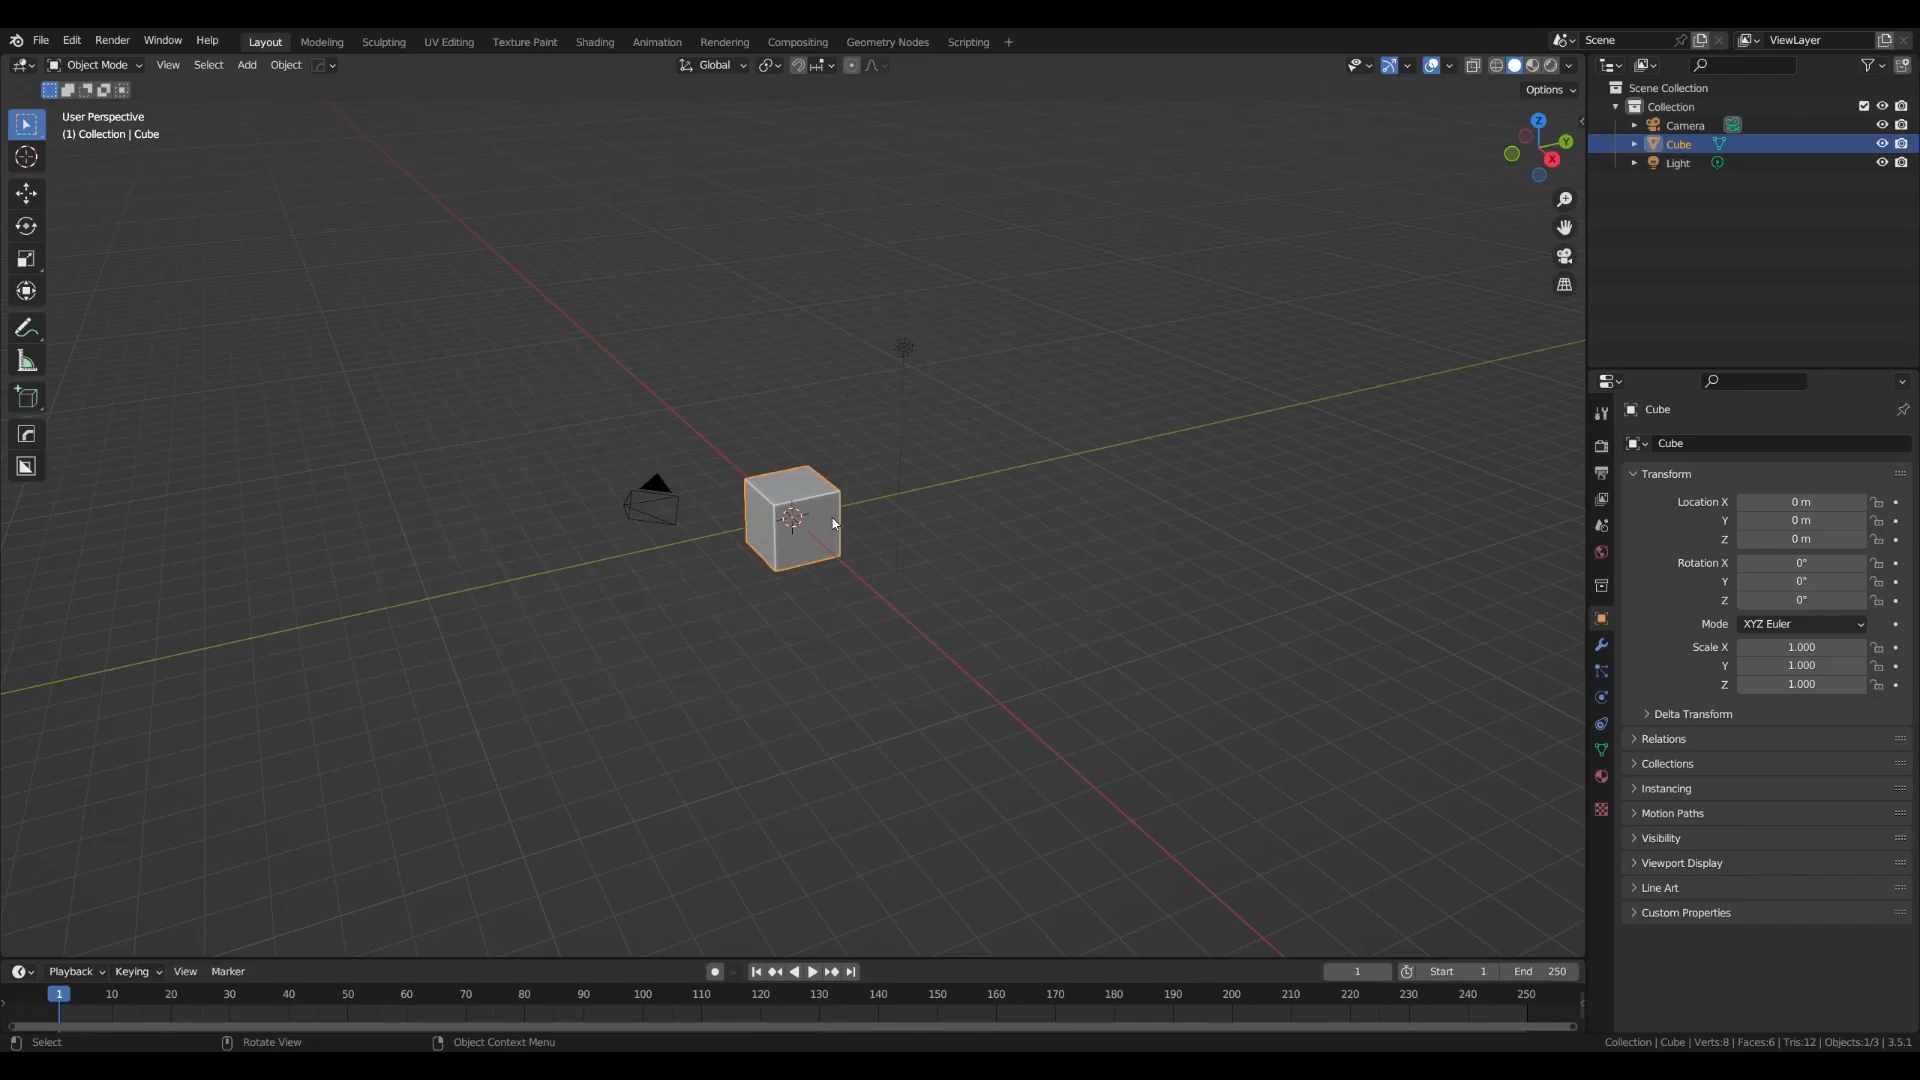 File Edit Render Window Help Layout Modeling Sculpting UV Editing Texture Paint Shading Animation Rendering Compositing Geometry Nodes Scripting + Scene ViewLayer
Object Mode View Select Add Object Global
Options
User Perspective
(1) Collection | Cube
Z
Y
X
Scene Collection
Collection
Camera
Cube
Light
Cube
Cube
Transform
Location X 0 m
Y 0 m
Z 0 m
Rotation X 0°
Y 0°
Z 0°
Mode XYZ Euler
Scale X 1.000
Y 1.000
Z 1.000
Delta Transform
Relations
Collections
Instancing
Motion Paths
Visibility
Viewport Display
Line Art
Custom Properties
Playback Keying View Marker 1 Start 1 End 250
1 10 20 30 40 50 60 70 80 90 100 110 120 130 140 150 160 170 180 190 200 210 220 230 240 250
Select Rotate View Object Context Menu Collection | Cube | Verts:8 | Faces:6 | Tris:12 | Objects:1/3 | 3.5.1